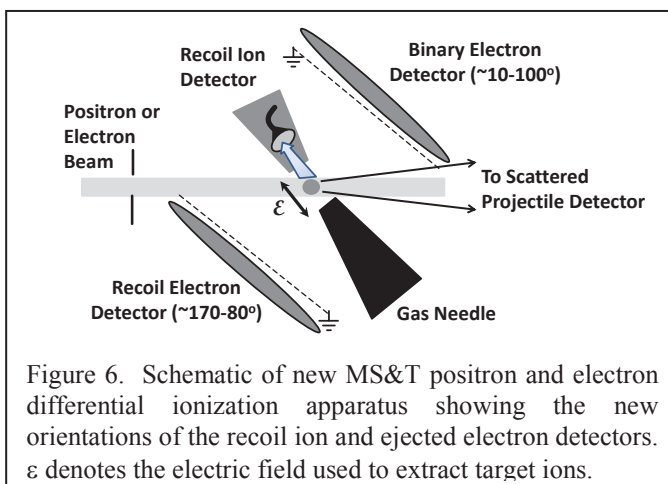 Recoil Ion
Detector
Binary Electron
Detector (~10-100°)
Positron or
Electron
Beam
To Scattered
Projectile Detector
ε
Recoil Electron
Detector (~170-80°)
Gas Needle
Figure 6. Schematic of new MS&T positron and electron
differential ionization apparatus showing the new
orientations of the recoil ion and ejected electron detectors.
ε denotes the electric field used to extract target ions.